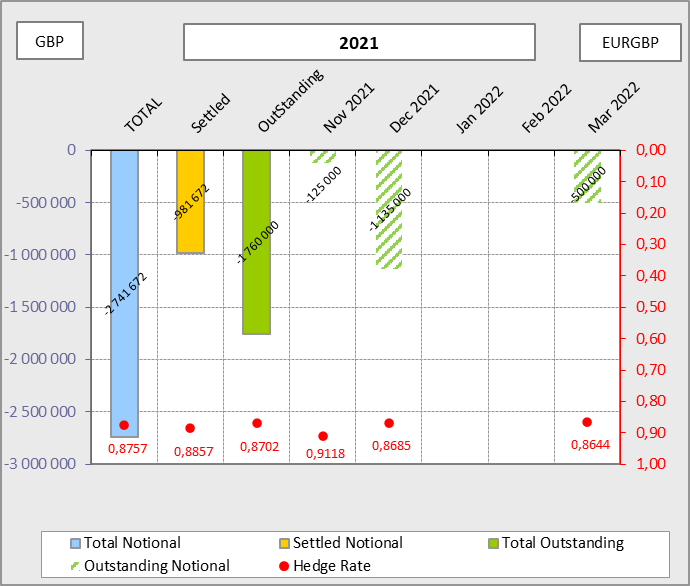 GBP
2021
EURGBP
TOTAL
Settled
OutStanding
Nov 2021
Dec 2021
Jan 2022
Feb 2022
Mar 2022
0
-500 000
-1 000 000
-1 500 000
-2 000 000
-2 500 000
-3 000 000
-2 741 672
-981 672
-1 760 000
-125 000
-1 135 000
-500 000
0,8757
0,8857
0,8702
0,9118
0,8685
0,8644
0,00
0,10
0,20
0,30
0,40
0,50
0,60
0,70
0,80
0,90
1,00
Total Notional
Settled Notional
Total Outstanding
Outstanding Notional
Hedge Rate